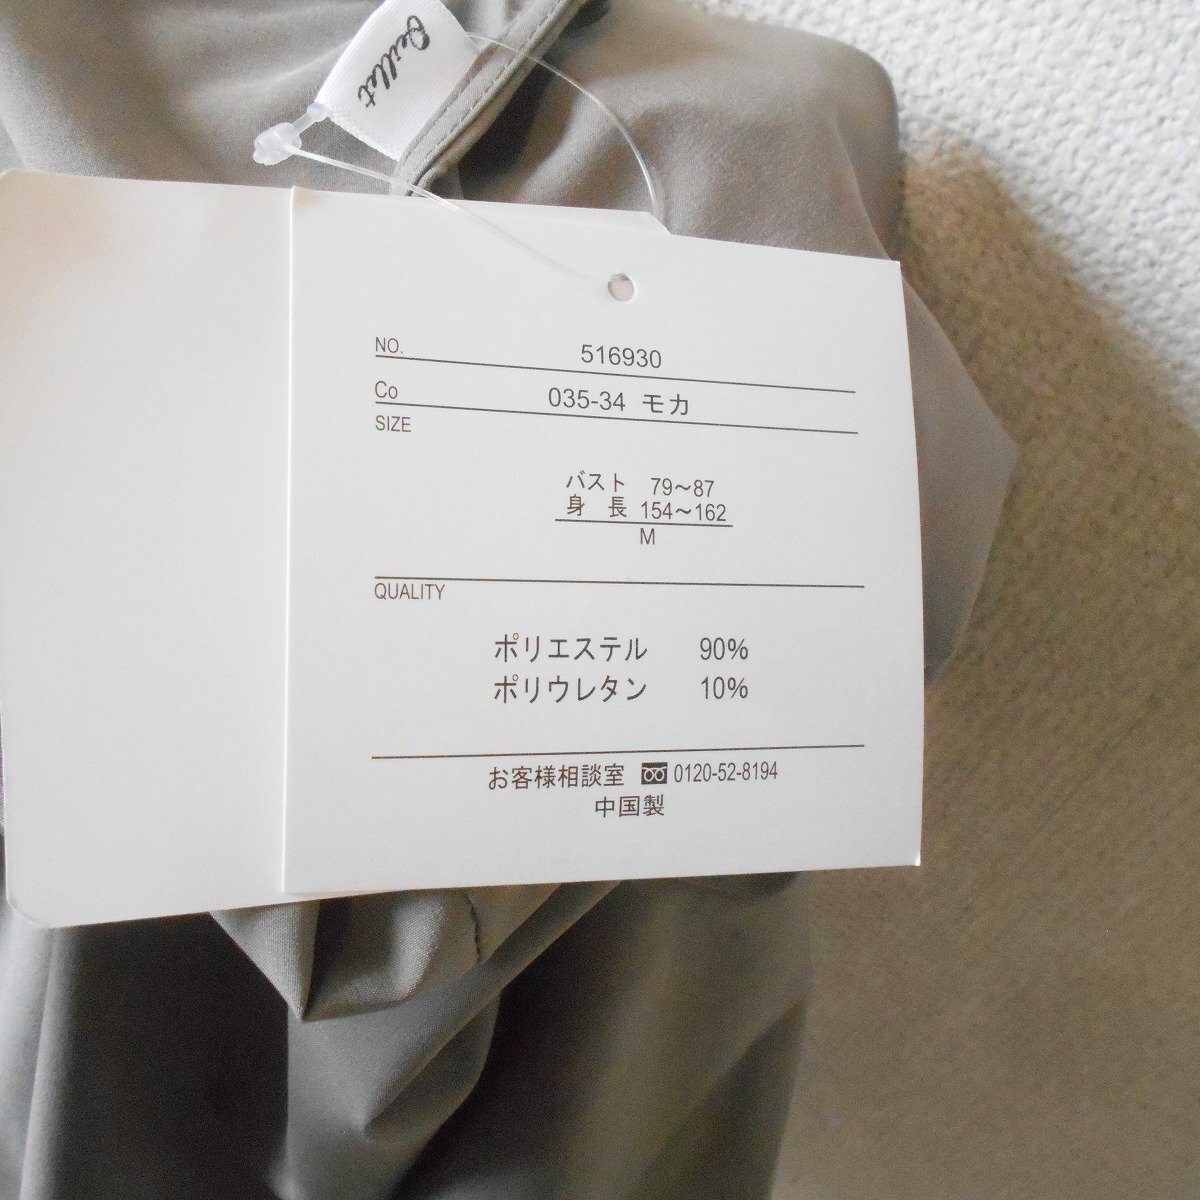 Oeillet
NO. 516930
Co 035-34 モカ
SIZE
バスト 79～87
身　長 154～162
M
QUALITY
ポリエステル 90%
ポリウレタン 10%
お客様相談室 0120-52-8194
中国製